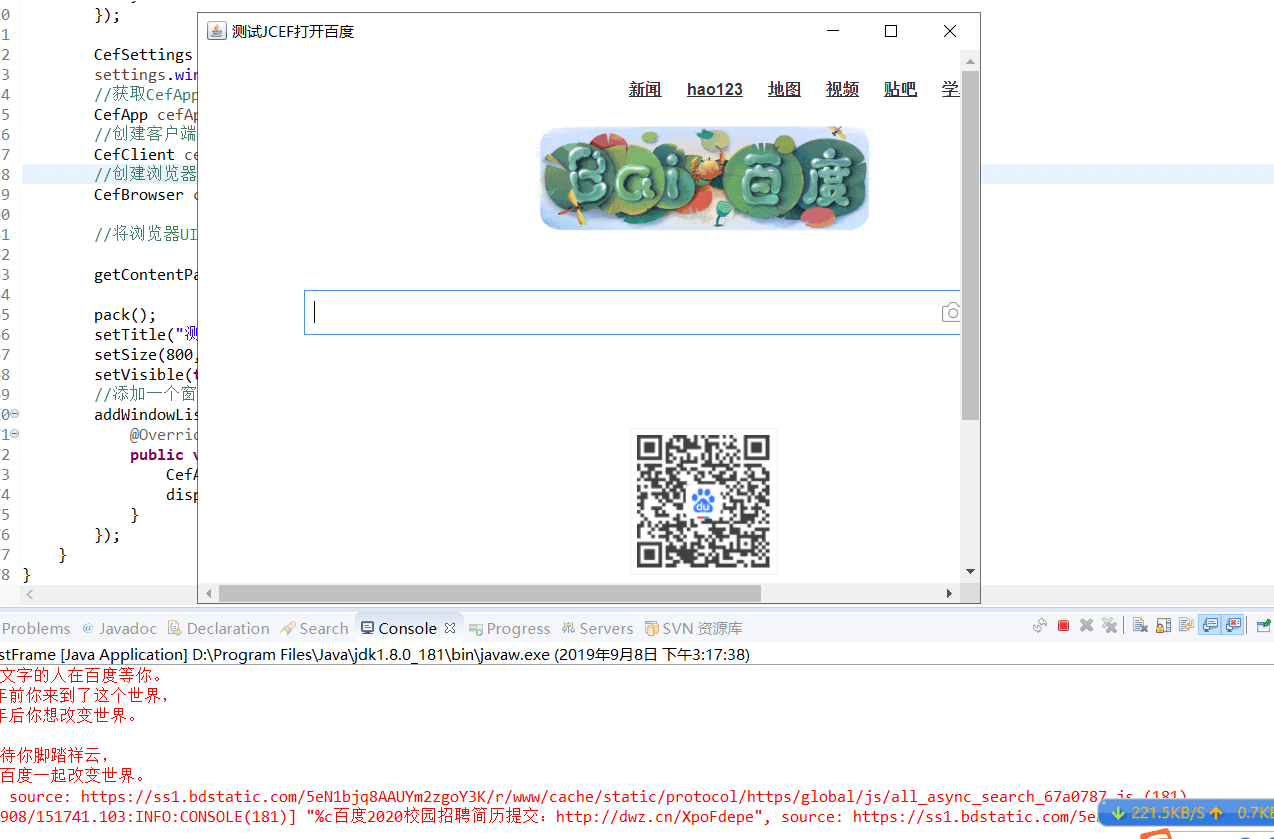 0 });
1
2 CefSettings
3 settings.win
4 //获取CefApp
5 CefApp cefAp
6 //创建客户端
7 CefClient ce
8 //创建浏览器
9 CefBrowser c
0
1 //将浏览器UI
2
3 getContentPa
4
5 pack();
6 setTitle("测
7 setSize(800,
8 setVisible(t
9 //添加一个窗
0 addWindowLis
1 @Overrid
2 public v
3 CefA
4 disp
5 }
6 });
7 }
8 }
测试JCEF打开百度
新闻 hao123 地图 视频 贴吧 学
Bai 百度
du
Problems @ Javadoc Declaration Search Console Progress Servers SVN 资源库
stFrame [Java Application] D:\Program Files\Java\jdk1.8.0_181\bin\javaw.exe (2019年9月8日 下午3:17:38)
文字的人在百度等你。
年前你来到了这个世界，
年后你想改变世界。
待你脚踏祥云，
百度一起改变世界。
source: https://ss1.bdstatic.com/5eN1bjq8AAUYm2zgoY3K/r/www/cache/static/protocol/https/global/js/all_async_search_67a0787.js (181)
908/151741.103:INFO:CONSOLE(181)] "%c百度2020校园招聘简历提交：http://dwz.cn/XpoFdepe", source: https://ss1.bdstatic.com/5e
221.5KB/S 0.7K